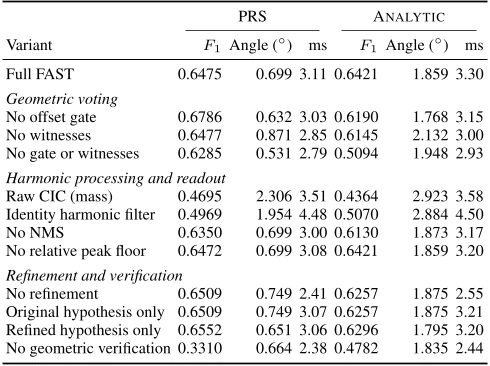 PRS ANALYTIC
Variant F1 Angle (°) ms F1 Angle (°) ms
Full FAST 0.6475 0.699 3.11 0.6421 1.859 3.30
Geometric voting
No offset gate 0.6786 0.632 3.03 0.6190 1.768 3.15
No witnesses 0.6477 0.871 2.85 0.6145 2.132 3.00
No gate or witnesses 0.6285 0.531 2.79 0.5094 1.948 2.93
Harmonic processing and readout
Raw CIC (mass) 0.4695 2.306 3.51 0.4364 2.923 3.58
Identity harmonic filter 0.4969 1.954 4.48 0.5070 2.884 4.50
No NMS 0.6350 0.699 3.00 0.6130 1.873 3.17
No relative peak floor 0.6472 0.699 3.08 0.6421 1.859 3.20
Refinement and verification
No refinement 0.6509 0.749 2.41 0.6257 1.875 2.55
Original hypothesis only 0.6509 0.749 3.07 0.6257 1.875 3.21
Refined hypothesis only 0.6552 0.651 3.06 0.6296 1.795 3.20
No geometric verification 0.3310 0.664 2.38 0.4782 1.835 2.44